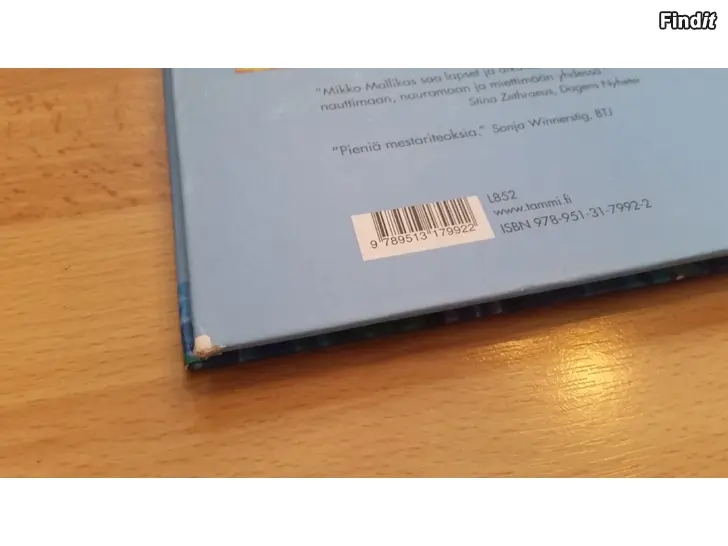 Findit
"Mikko Mallikas saa lapset ja
nauttimaan, nauramaan ja miettimään yhdessä
Stina Zethraeus, Dagens Nyheter
"Pieniä mestariteoksia." Sonja Winnerstig, BTJ
L852
www.tammi.fi
ISBN 978-951-31-7992-2
9 789513 179922